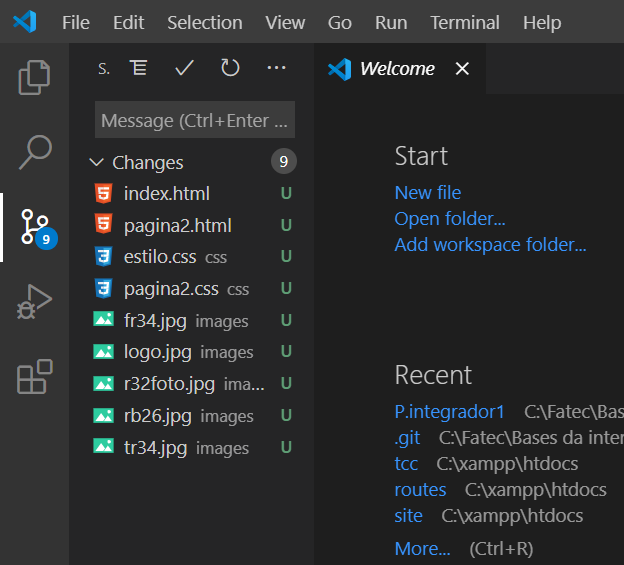 File Edit Selection View Go Run Terminal Help
S.
Welcome
Message (Ctrl+Enter ...
Changes 9
index.html U
pagina2.html U
estilo.css css U
9
pagina2.css css U
fr34.jpg images U
logo.jpg images U
r32foto.jpg ima... U
rb26.jpg images U
tr34.jpg images U
Start
New file
Open folder...
Add workspace folder...
Recent
P.integrador1 C:\Fatec\Bas
.git C:\Fatec\Bases da inter
tcc C:\xampp\htdocs
routes C:\xampp\htdocs
site C:\xampp\htdocs
More... (Ctrl+R)